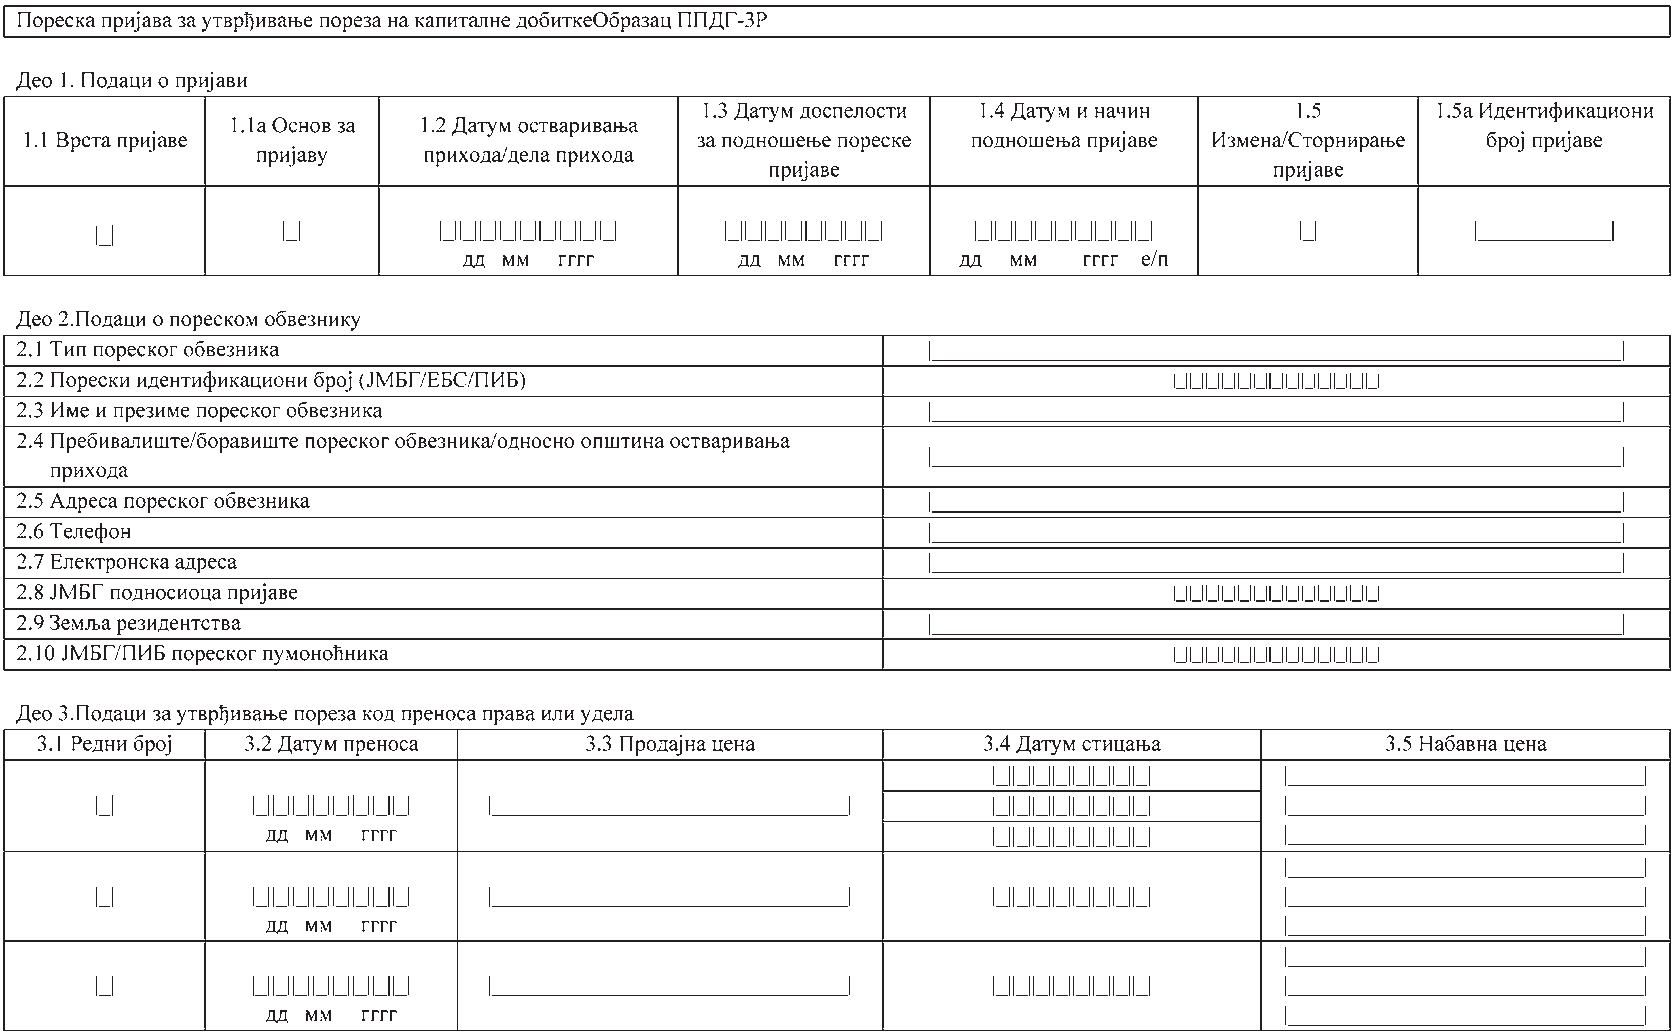 Пореска пријава за утврђивање пореза на капиталне добиткеОбразац ППДГ-3Р
Део 1. Подаци о пријави
1.1 Врста пријаве
1.1а Основ за
пријаву
1.2 Датум остваривања
прихода/дела прихода
1.3 Датум доспелости
за подношење пореске
пријаве
1.4 Датум и начин
подношења пријаве
1.5
Измена/Сторнирање
пријаве
1.5а Идентификациони
број пријаве
дд мм гггг
дд мм гггг
дд мм гггг е/п
Део 2.Подаци о пореском обвезнику
2.1 Тип пореског обвезника
2.2 Порески идентификациони број (ЈМБГ/ЕБС/ПИБ)
2.3 Име и презиме пореског обвезника
2.4 Пребивалиште/боравиште пореског обвезника/односно општина остваривања
прихода
2.5 Адреса пореског обвезника
2.6 Телефон
2.7 Електронска адреса
2.8 ЈМБГ подносиоца пријаве
2.9 Земља резидентства
2.10 ЈМБГ/ПИБ пореског пумоноћника
Део 3.Подаци за утврђивање пореза код преноса права или удела
3.1 Редни број
3.2 Датум преноса
3.3 Продајна цена
3.4 Датум стицања
3.5 Набавна цена
дд мм гггг
дд мм гггг
дд мм гггг